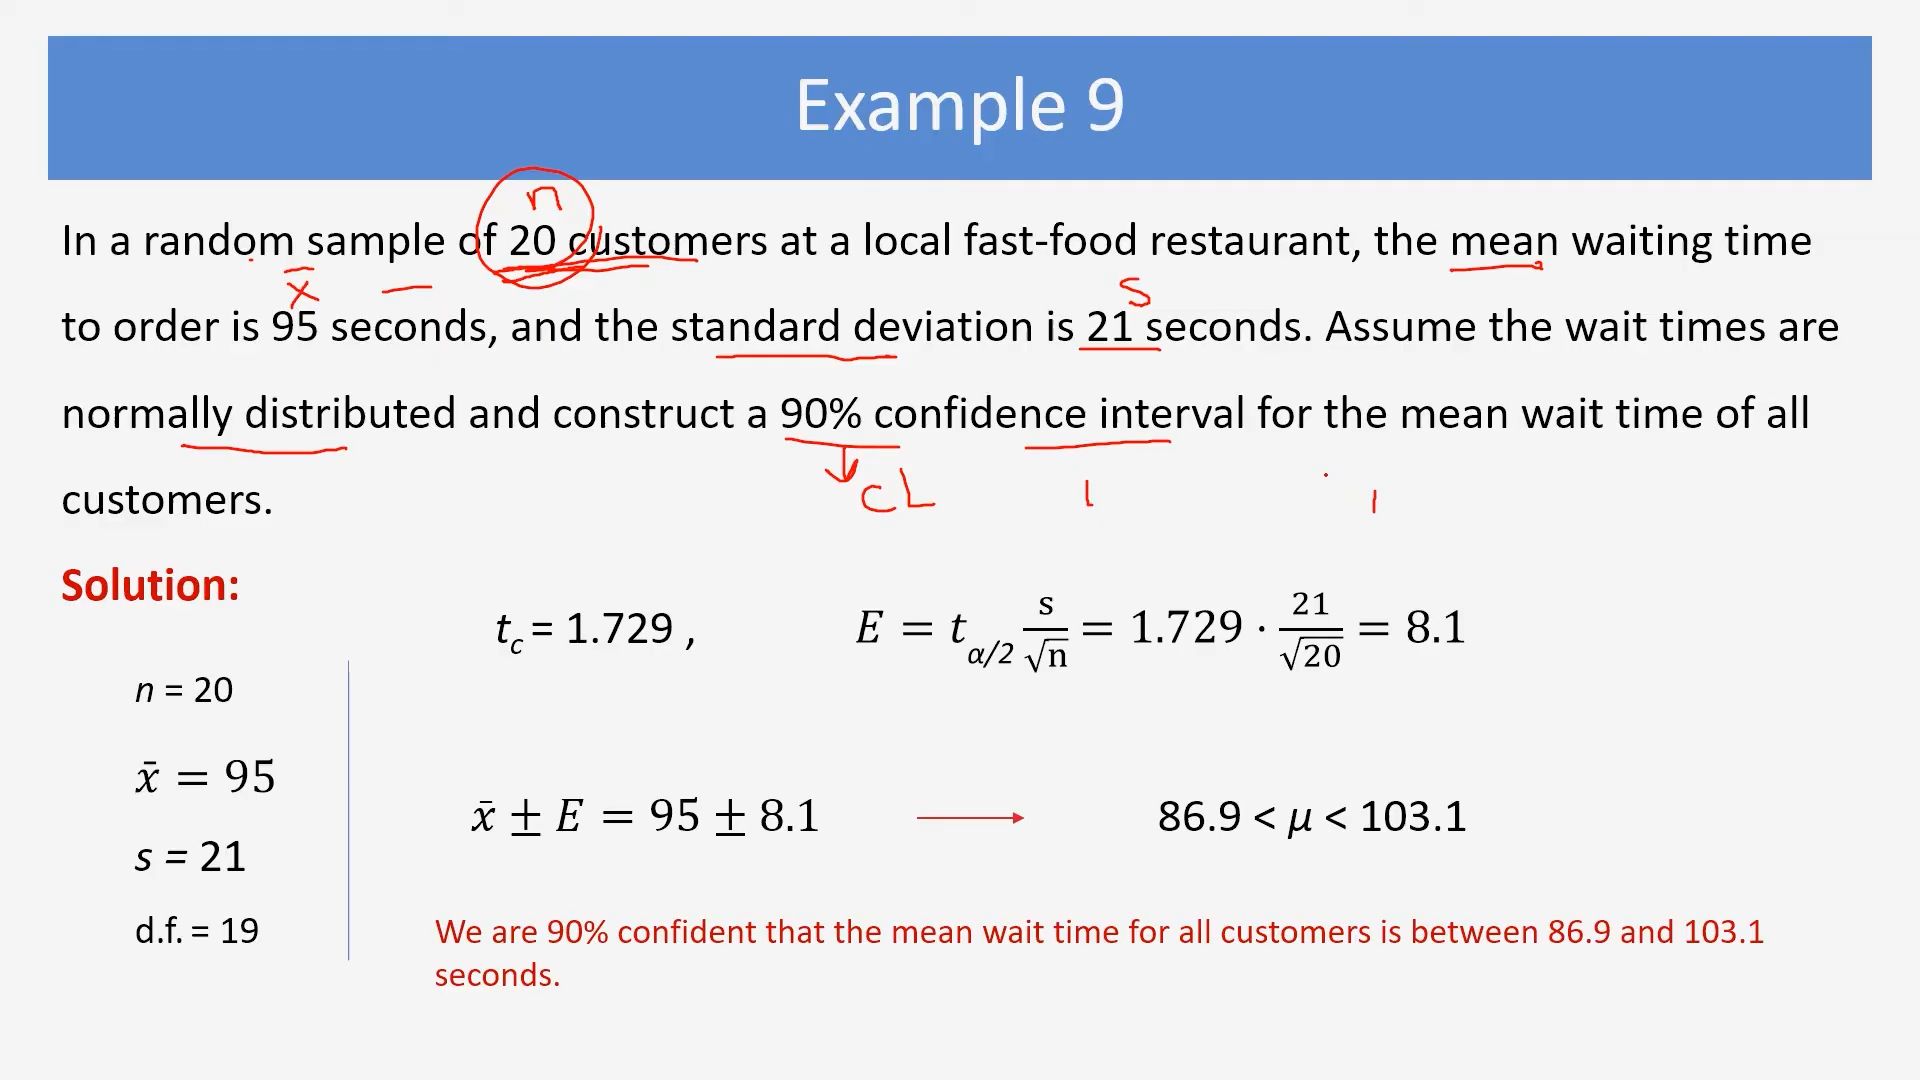 Example 9
n
In a random sample of 20 customers at a local fast-food restaurant, the mean waiting time
x̄ s
to order is 95 seconds, and the standard deviation is 21 seconds. Assume the wait times are
normally distributed and construct a 90% confidence interval for the mean wait time of all
CL
customers.
Solution:
t_c = 1.729 , E = t_α/2 s/√n = 1.729 · 21/√20 = 8.1
n = 20
x̄ = 95
x̄ ± E = 95 ± 8.1 86.9 < μ < 103.1
s = 21
d.f. = 19
We are 90% confident that the mean wait time for all customers is between 86.9 and 103.1
seconds.